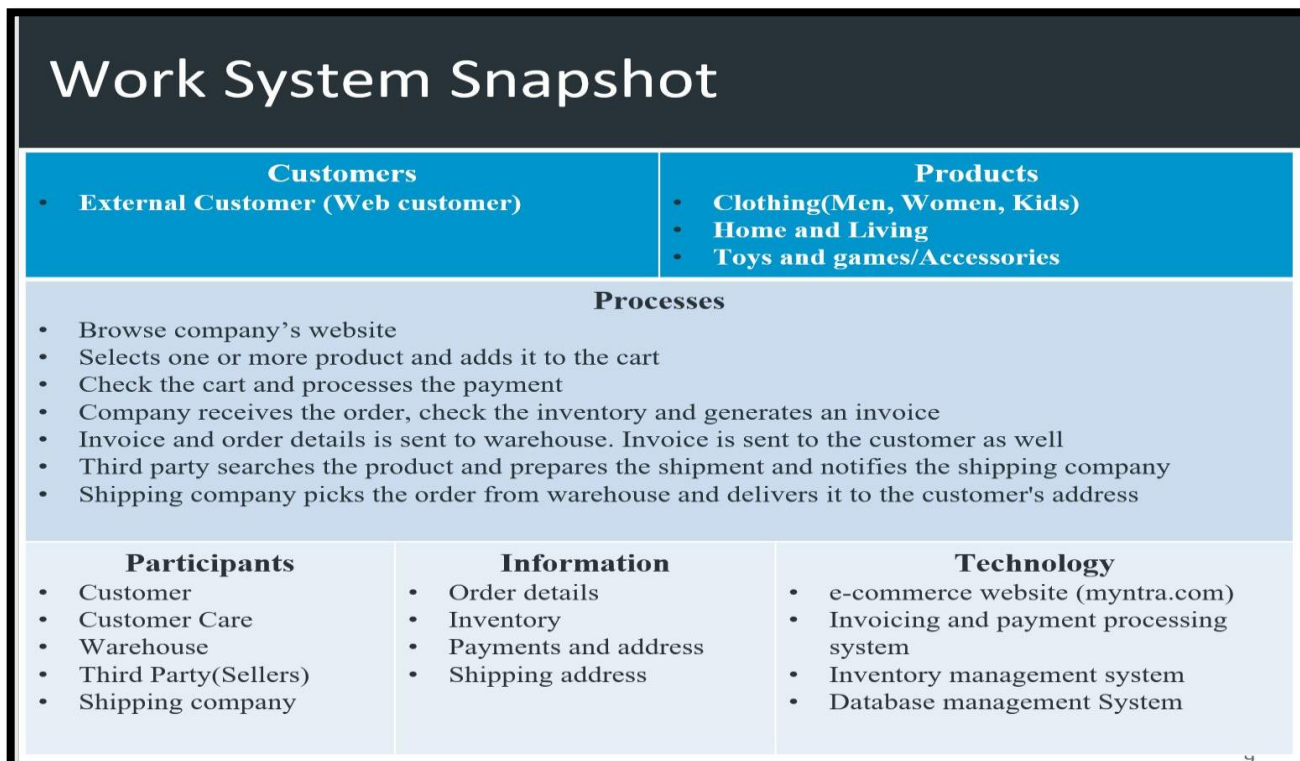 Work System Snapshot
Customers
• External Customer (Web customer)
Products
• Clothing(Men, Women, Kids)
• Home and Living
• Toys and games/Accessories
Processes
• Browse company’s website
• Selects one or more product and adds it to the cart
• Check the cart and processes the payment
• Company receives the order, check the inventory and generates an invoice
• Invoice and order details is sent to warehouse. Invoice is sent to the customer as well
• Third party searches the product and prepares the shipment and notifies the shipping company
• Shipping company picks the order from warehouse and delivers it to the customer's address
Participants
• Customer
• Customer Care
• Warehouse
• Third Party(Sellers)
• Shipping company
Information
• Order details
• Inventory
• Payments and address
• Shipping address
Technology
• e-commerce website (myntra.com)
• Invoicing and payment processing
system
• Inventory management system
• Database management System